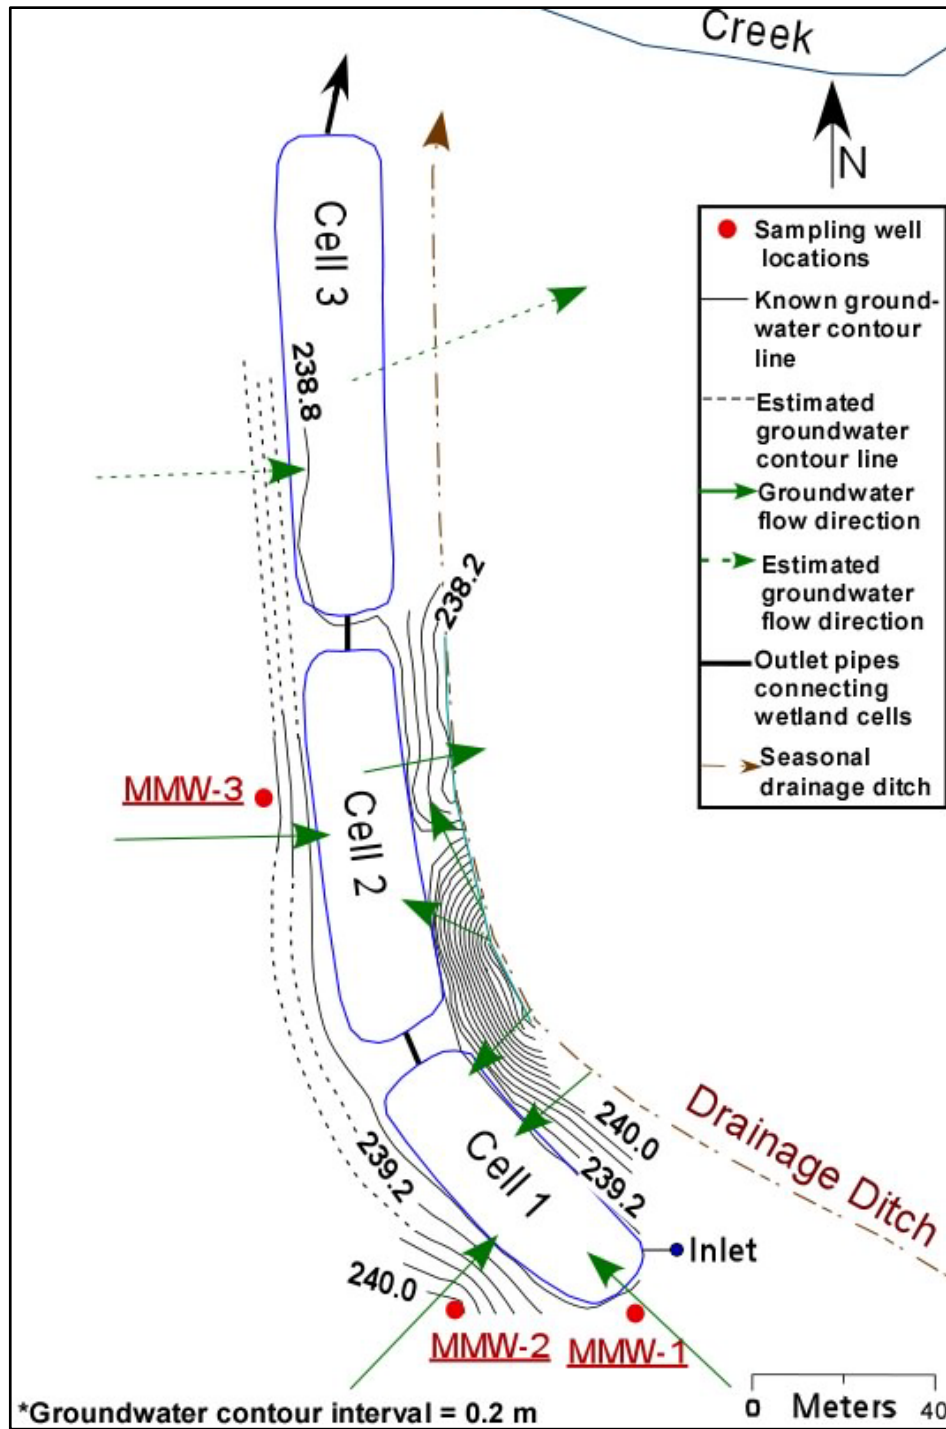 Creek
N
Sampling well
locations
Known ground-
water contour
line
Estimated
groundwater
contour line
Groundwater
flow direction
Estimated
groundwater
flow direction
Outlet pipes
connecting
wetland cells
Seasonal
drainage ditch
Cell 3
238.8
238.2
MMW-3
Cell 2
Drainage Ditch
240.0
239.2
239.2
Cell 1
Inlet
240.0
MMW-2
MMW-1
0 Meters 40
*Groundwater contour interval = 0.2 m